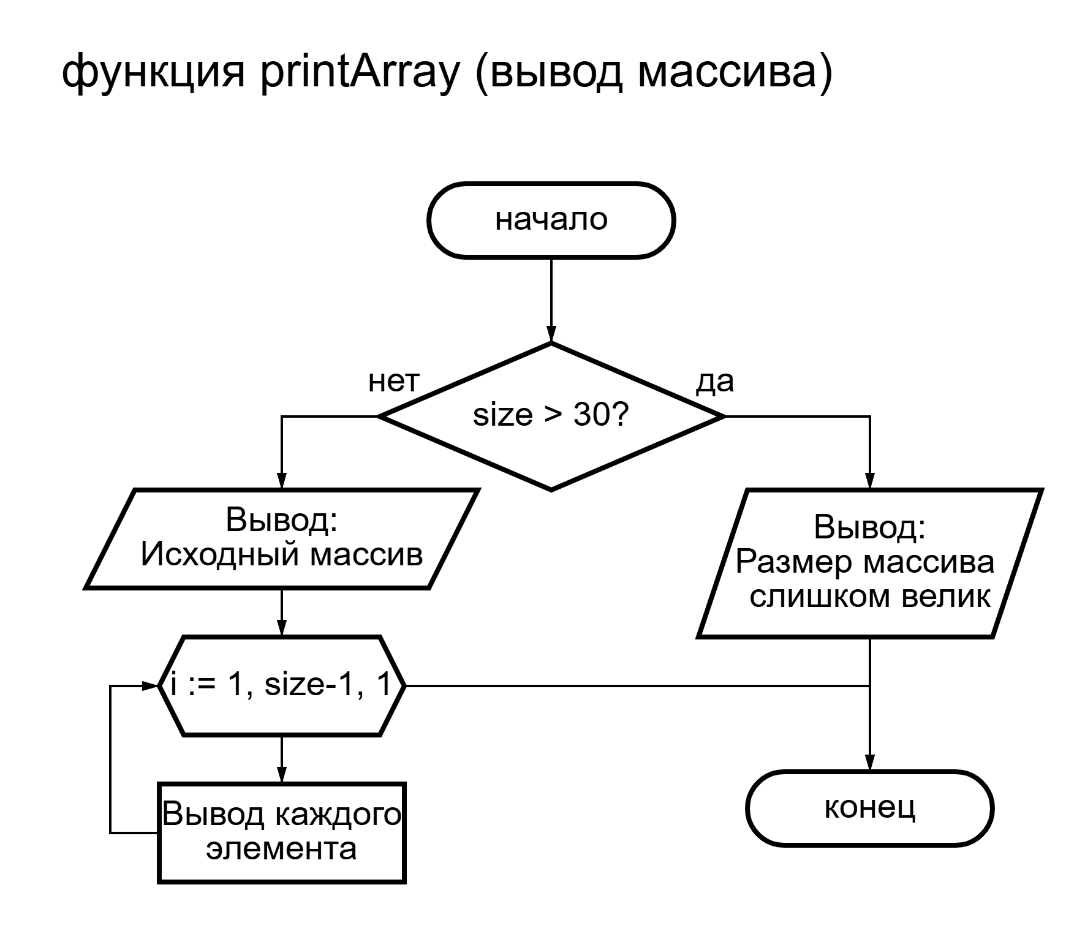 функция printArray (вывод массива)
начало
нет
да
size > 30?
Вывод:
Исходный массив
Вывод:
Размер массива
слишком велик
i := 1, size-1, 1
Вывод каждого
элемента
конец